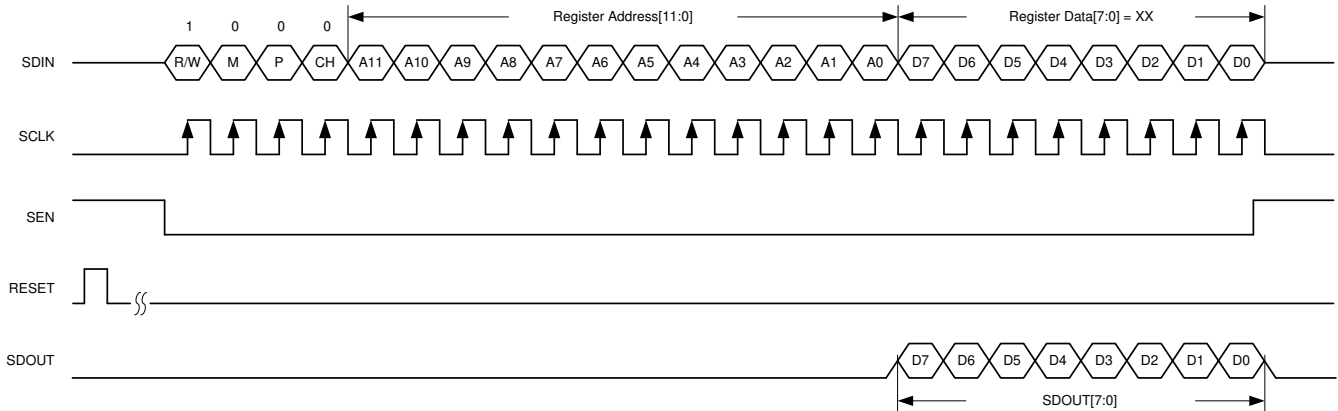 1 0 0 0 Register Address[11:0] Register Data[7:0] = XX
SDIN R/W M P CH A11 A10 A9 A8 A7 A6 A5 A4 A3 A2 A1 A0 D7 D6 D5 D4 D3 D2 D1 D0
SCLK
SEN
RESET
SDOUT D7 D6 D5 D4 D3 D2 D1 D0
SDOUT[7:0]